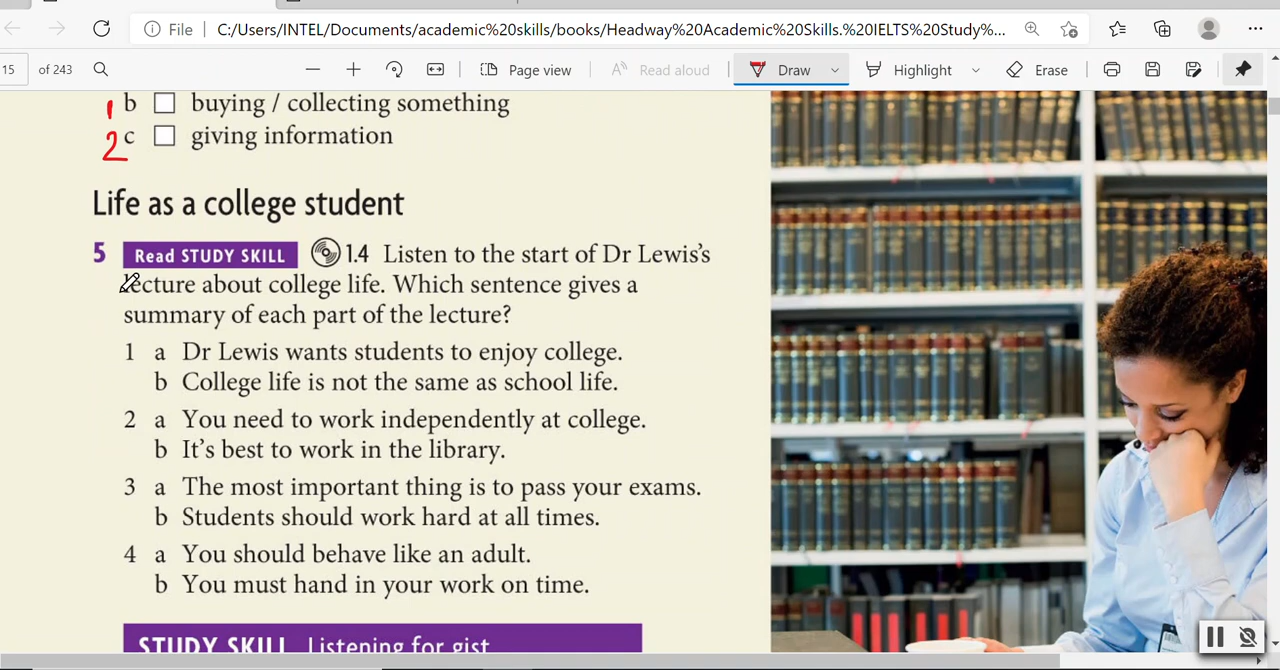 File C:/Users/INTEL/Documents/academic%20skills/books/Headway%20Academic%20Skills.%20IELTS%20Study%...
15 of 243 Page view Read aloud Draw Highlight Erase
1 b buying / collecting something
2 c giving information
Life as a college student
5 Read STUDY SKILL 1.4 Listen to the start of Dr Lewis's
lecture about college life. Which sentence gives a
summary of each part of the lecture?
1 a Dr Lewis wants students to enjoy college.
b College life is not the same as school life.
2 a You need to work independently at college.
b It's best to work in the library.
3 a The most important thing is to pass your exams.
b Students should work hard at all times.
4 a You should behave like an adult.
b You must hand in your work on time.
STUDY SKILL Listening for gist